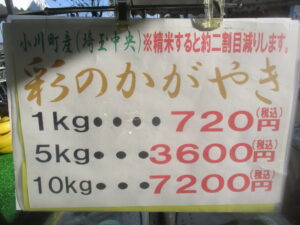 小川町産(埼玉中央)※精米すると約二割目減りします。
彩のかがやき
1kg・・・・720円(税込)
5kg・・・・3600円(税込)
10kg・・・・7200円(税込)